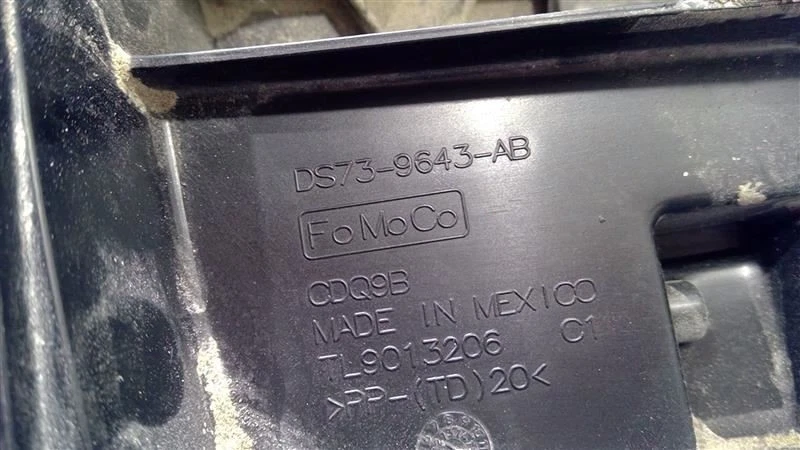 DS73-9643-AB
FoMoCo
CDQ9B
MADE IN MEXICO
TL9013206 C1
>PP-(TD)20<